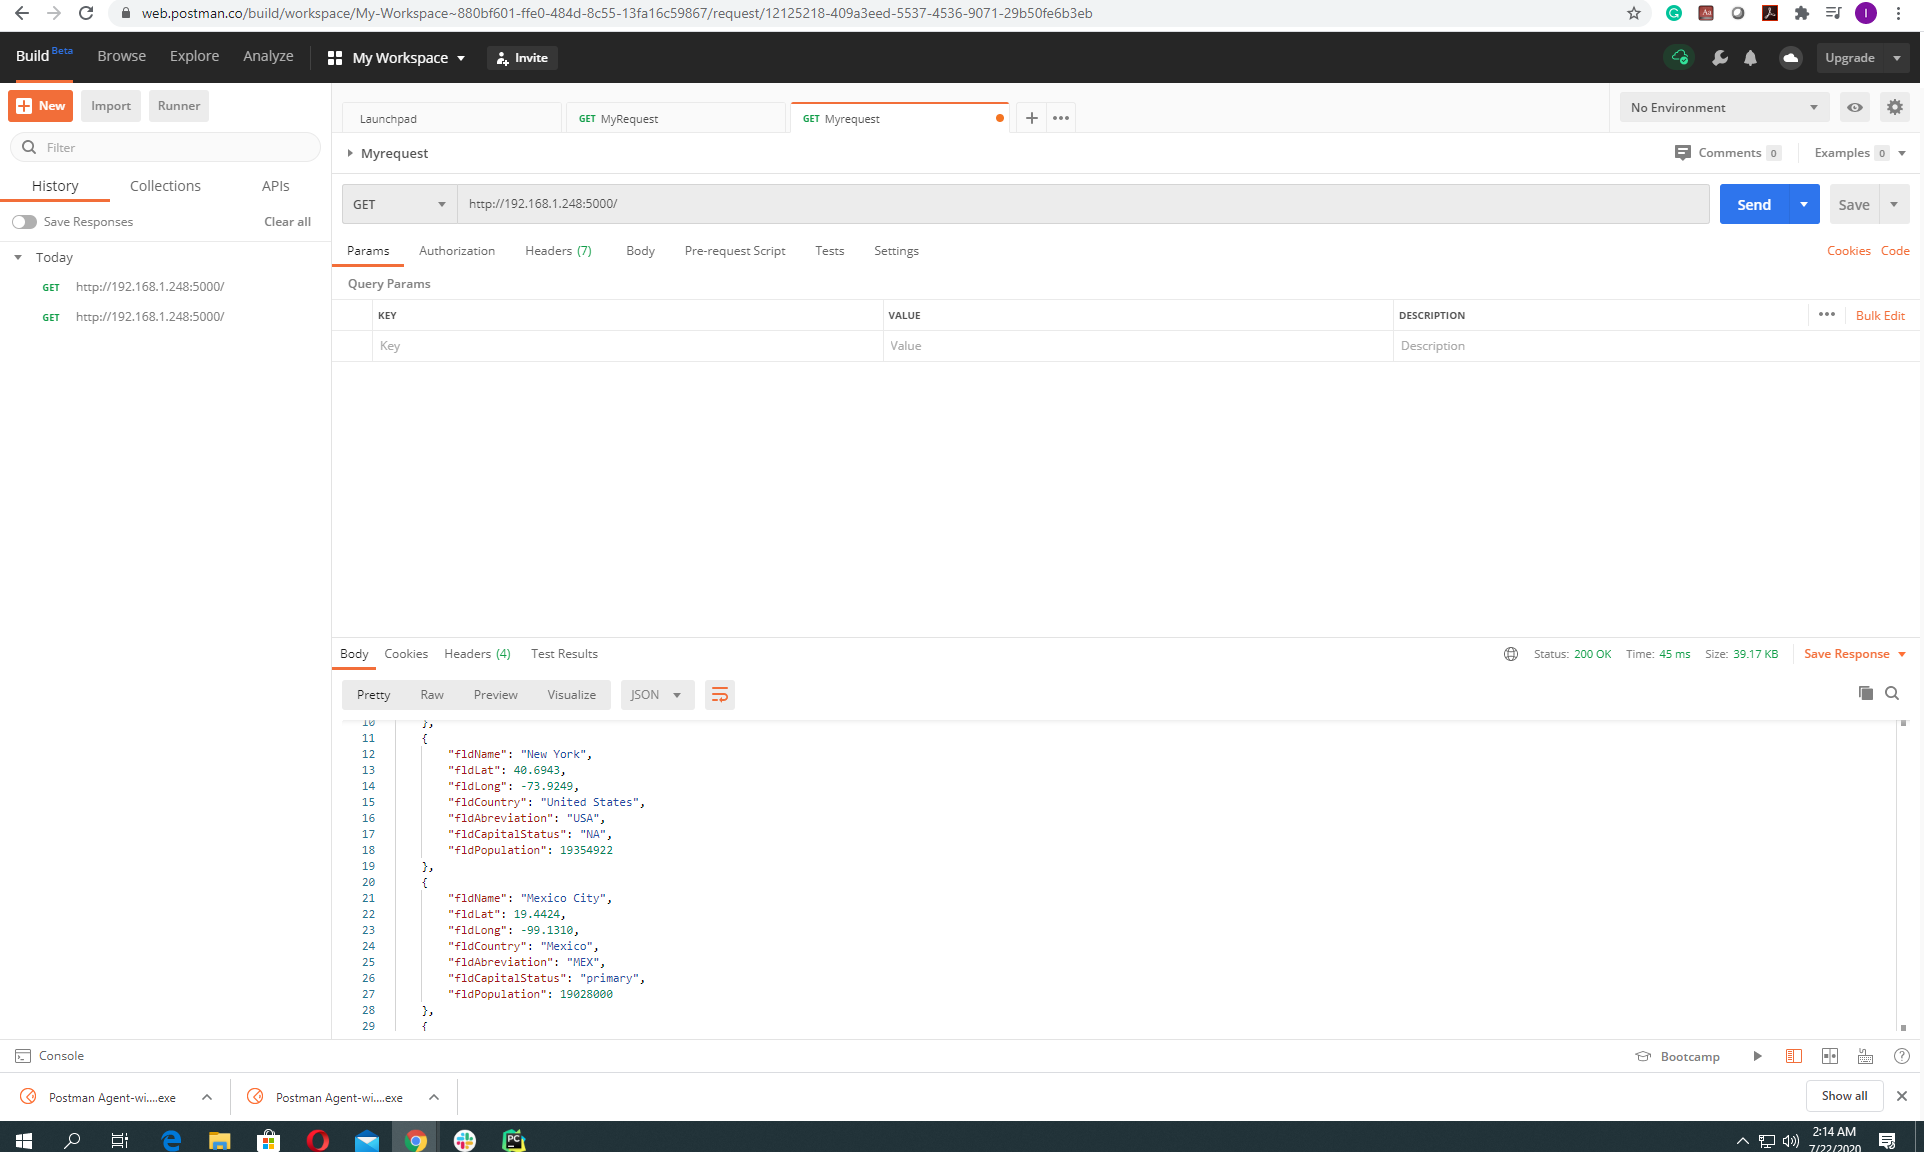 web.postman.co/build/workspace/My-Workspace~880bf601-ffe0-484d-8c55-13fa16c59867/request/12125218-409a3eed-5537-4536-9071-29b50fe6b3eb
I
Build Beta Browse Explore Analyze My Workspace Invite Upgrade
New Import Runner
Launchpad GET MyRequest GET Myrequest ••• No Environment
Filter
Myrequest Comments 0 Examples 0
History Collections APIs
GET http://192.168.1.248:5000/ Send Save
Save Responses Clear all
Params Authorization Headers (7) Body Pre-request Script Tests Settings Cookies Code
Today
GET http://192.168.1.248:5000/
GET http://192.168.1.248:5000/
Query Params
KEY VALUE DESCRIPTION ••• Bulk Edit
Key Value Description
Body Cookies Headers (4) Test Results Status: 200 OK Time: 45 ms Size: 39.17 KB Save Response
Pretty Raw Preview Visualize JSON
10 },
11 {
12 "fldName": "New York",
13 "fldLat": 40.6943,
14 "fldLong": -73.9249,
15 "fldCountry": "United States",
16 "fldAbreviation": "USA",
17 "fldCapitalStatus": "NA",
18 "fldPopulation": 19354922
19 },
20 {
21 "fldName": "Mexico City",
22 "fldLat": 19.4424,
23 "fldLong": -99.1310,
24 "fldCountry": "Mexico",
25 "fldAbreviation": "MEX",
26 "fldCapitalStatus": "primary",
27 "fldPopulation": 19028000
28 },
29 {
Console Bootcamp
Postman Agent-wi....exe Postman Agent-wi....exe Show all
PC 2:14 AM
7/22/2020